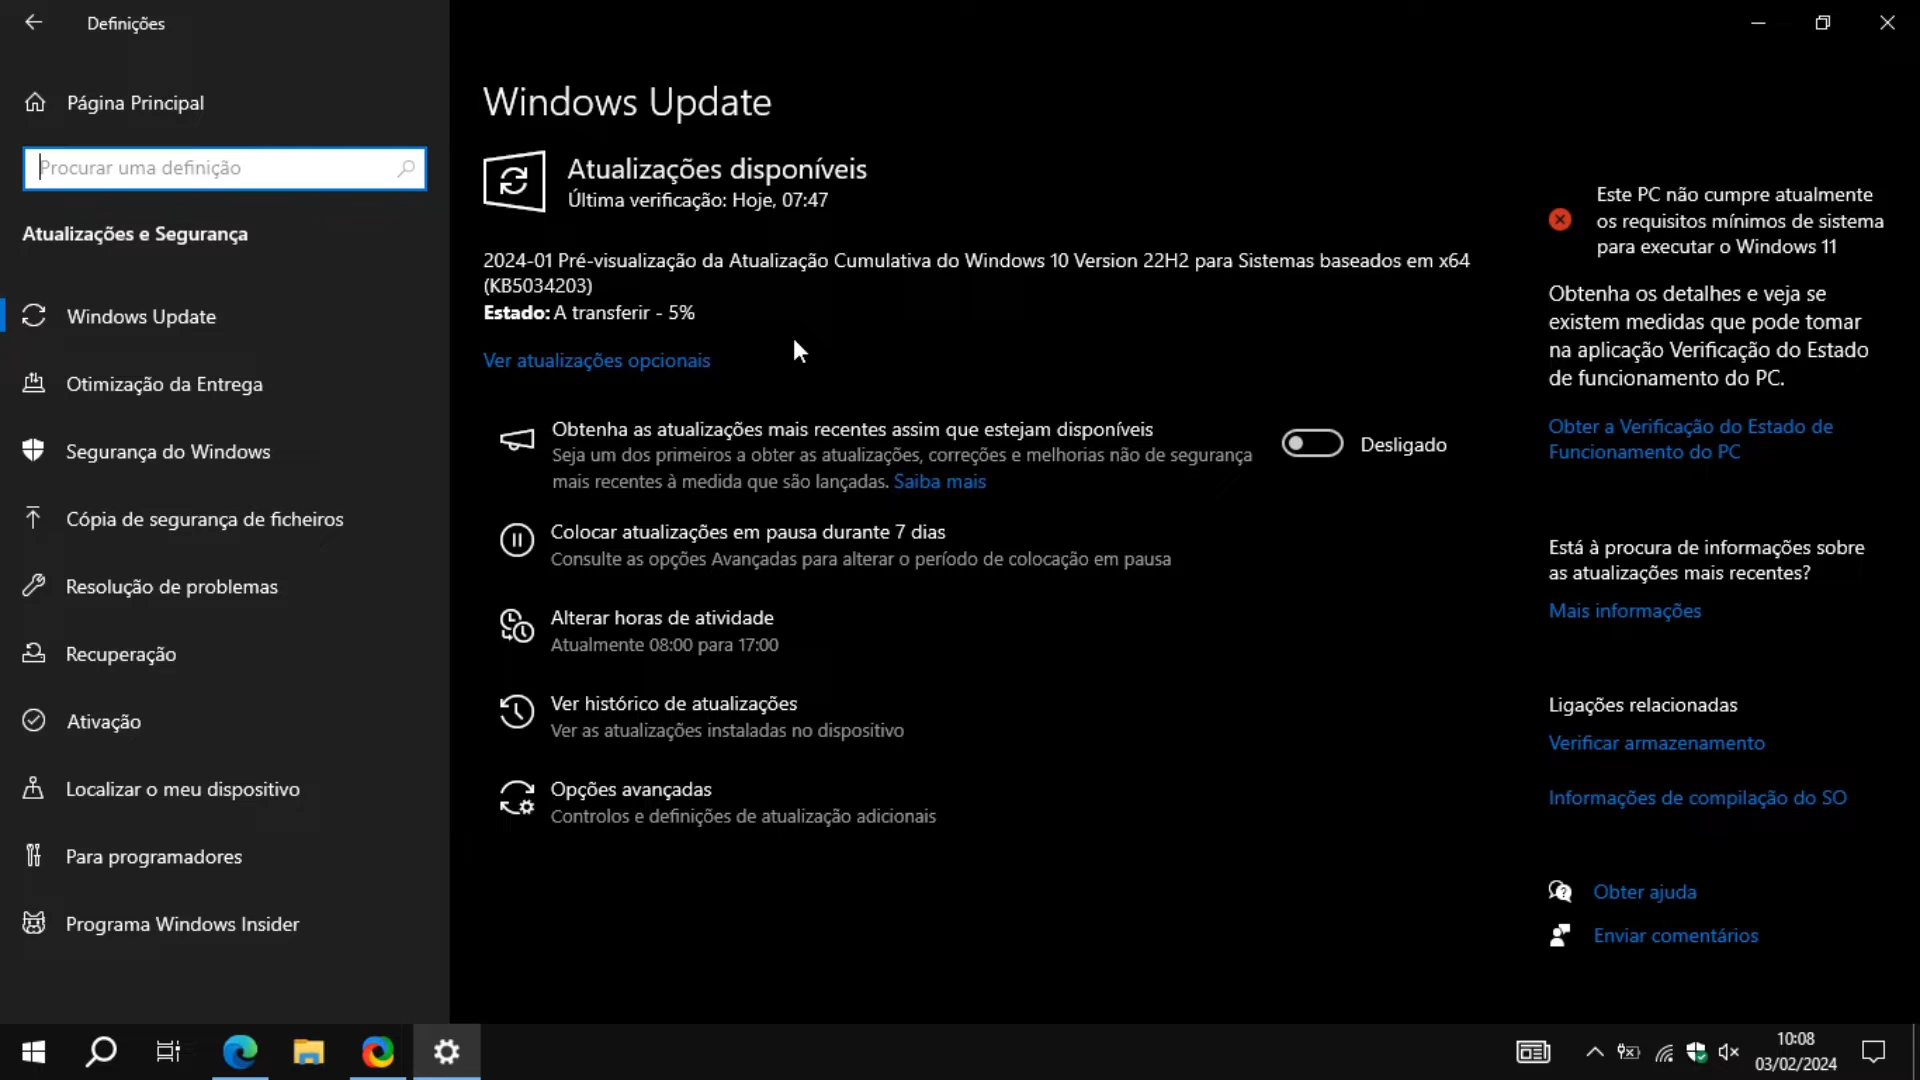 Definições
Página Principal
Procurar uma definição
Atualizações e Segurança
Windows Update
Otimização da Entrega
Segurança do Windows
Cópia de segurança de ficheiros
Resolução de problemas
Recuperação
Ativação
Localizar o meu dispositivo
Para programadores
Programa Windows Insider
Windows Update
Atualizações disponíveis
Última verificação: Hoje, 07:47
2024-01 Pré-visualização da Atualização Cumulativa do Windows 10 Version 22H2 para Sistemas baseados em x64
(KB5034203)
Estado: A transferir - 5%
Ver atualizações opcionais
Obtenha as atualizações mais recentes assim que estejam disponíveis
Seja um dos primeiros a obter as atualizações, correções e melhorias não de segurança
mais recentes à medida que são lançadas. Saiba mais
Desligado
Colocar atualizações em pausa durante 7 dias
Consulte as opções Avançadas para alterar o período de colocação em pausa
Alterar horas de atividade
Atualmente 08:00 para 17:00
Ver histórico de atualizações
Ver as atualizações instaladas no dispositivo
Opções avançadas
Controlos e definições de atualização adicionais
Este PC não cumpre atualmente
os requisitos mínimos de sistema
para executar o Windows 11
Obtenha os detalhes e veja se
existem medidas que pode tomar
na aplicação Verificação do Estado
de funcionamento do PC.
Obter a Verificação do Estado de
Funcionamento do PC
Está à procura de informações sobre
as atualizações mais recentes?
Mais informações
Ligações relacionadas
Verificar armazenamento
Informações de compilação do SO
Obter ajuda
Enviar comentários
10:08
03/02/2024